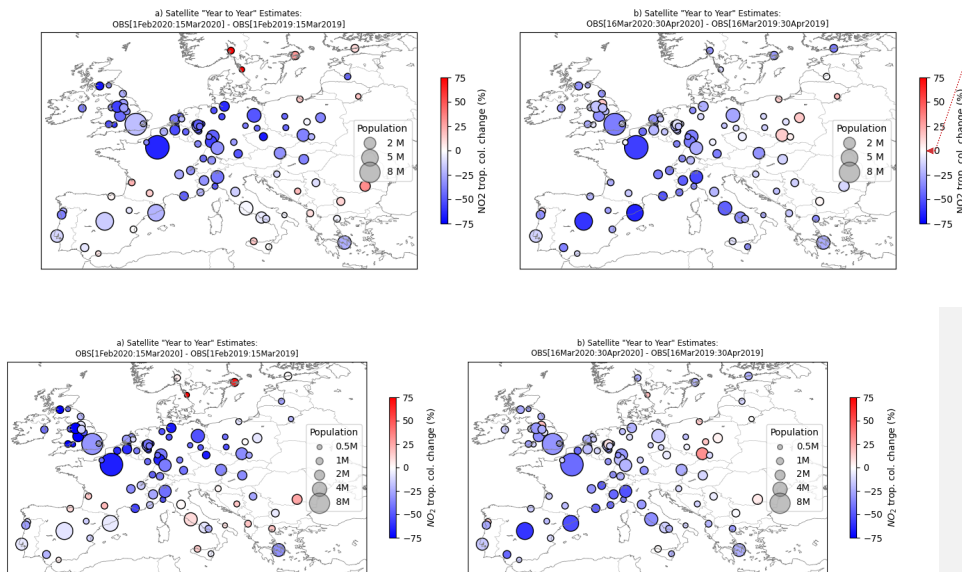 a) Satellite "Year to Year" Estimates:
OBS[1Feb2020:15Mar2020] - OBS[1Feb2019:15Mar2019]
75
50
25
0
−25
−50
−75
NO2 trop. col. change (%)
Population
2 M
5 M
8 M
b) Satellite "Year to Year" Estimates:
OBS[16Mar2020:30Apr2020] - OBS[16Mar2019:30Apr2019]
75
50
25
0
−25
−50
−75
NO2 trop. col. change (%)
Population
2 M
5 M
8 M
a) Satellite "Year to Year" Estimates:
OBS[1Feb2020:15Mar2020] - OBS[1Feb2019:15Mar2019]
75
50
25
0
−25
−50
−75
NO₂ trop. col. change (%)
Population
0.5M
1M
2M
4M
8M
b) Satellite "Year to Year" Estimates:
OBS[16Mar2020:30Apr2020] - OBS[16Mar2019:30Apr2019]
75
50
25
0
−25
−50
−75
NO₂ trop. col. change (%)
Population
0.5M
1M
2M
4M
8M